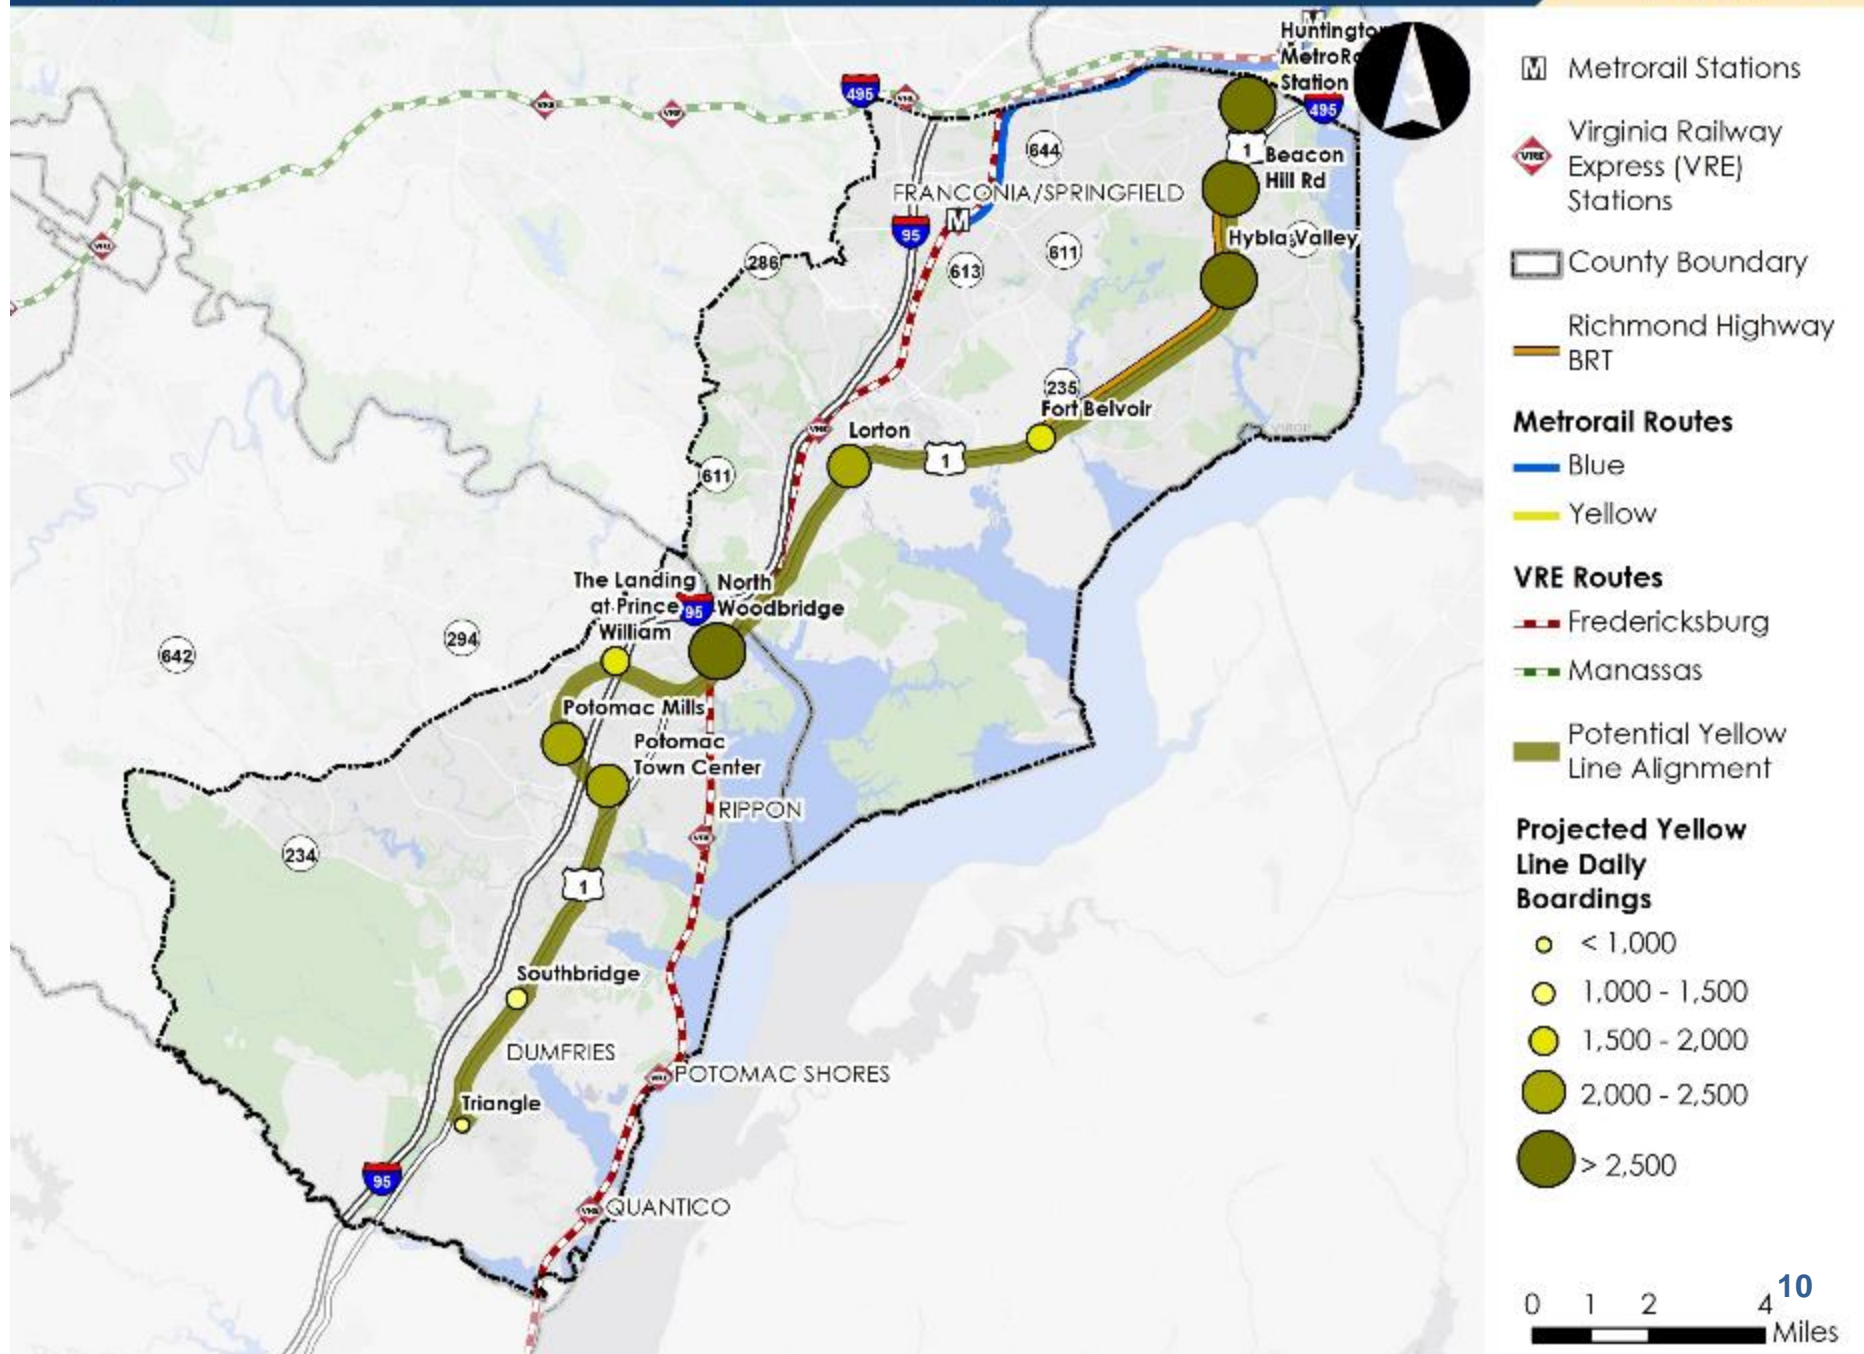 Huntington
MetroRa
Station
495
495
644
1
Beacon
Hill Rd
FRANCONIA/SPRINGFIELD
M
95
Hybla Valley
286
613
611
235
Fort Belvoir
Lorton
1
611
The Landing
at Prince
William
95
North
Woodbridge
294
642
Potomac Mills
Potomac
Town Center
RIPPON
VRE
234
1
Southbridge
DUMFRIES
POTOMAC SHORES
Triangle
95
QUANTICO
M Metrorail Stations
VRE Virginia Railway
Express (VRE)
Stations
County Boundary
Richmond Highway
BRT
Metrorail Routes
Blue
Yellow
VRE Routes
Fredericksburg
Manassas
Potential Yellow
Line Alignment
Projected Yellow
Line Daily
Boardings
< 1,000
1,000 - 1,500
1,500 - 2,000
2,000 - 2,500
> 2,500
10
0 1 2 4
Miles